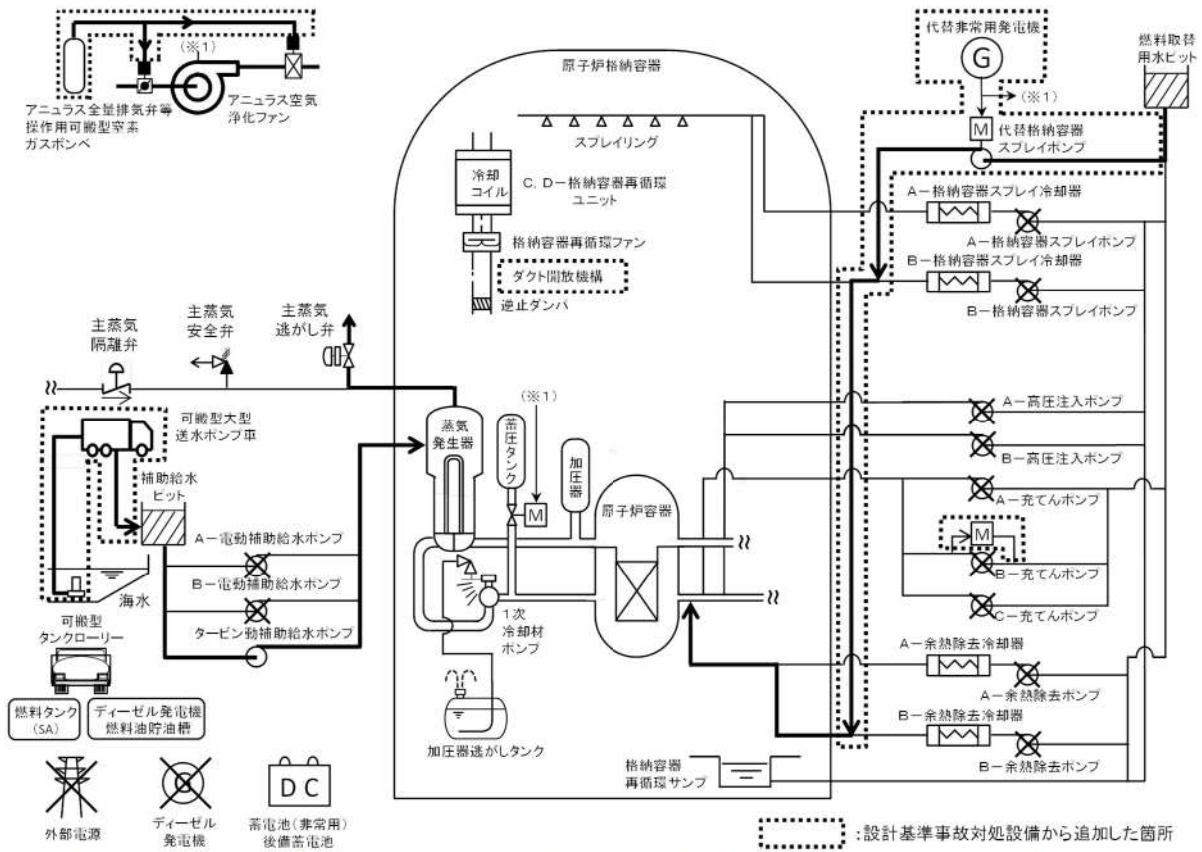 (※1)
アニュラス全量排気弁等
操作用可搬型窒素
ガスボンベ
アニュラス空気
浄化ファン
原子炉格納容器
スプレイリング
冷却
コイル
C, D－格納容器再循環
ユニット
格納容器再循環ファン
ダクト開放機構
逆止ダンパ
代替非常用発電機
G
(※1)
M
代替格納容器
スプレイポンプ
燃料取替
用水ピット
A－格納容器スプレイ冷却器
A－格納容器スプレイポンプ
B－格納容器スプレイ冷却器
B－格納容器スプレイポンプ
主蒸気
隔離弁
主蒸気
安全弁
主蒸気
逃がし弁
可搬型大型
送水ポンプ車
補助給水
ピット
海水
A－電動補助給水ポンプ
B－電動補助給水ポンプ
タービン動補助給水ポンプ
可搬型
タンクローリー
燃料タンク
(SA)
ディーゼル発電機
燃料油貯油槽
外部電源
ディーゼル
発電機
DC
蓄電池(非常用)
後備蓄電池
蒸気
発生器
蓄圧タンク
(※1)
M
加圧器
原子炉容器
1次
冷却材
ポンプ
加圧器逃がしタンク
A－高圧注入ポンプ
B－高圧注入ポンプ
A－充てんポンプ
M
B－充てんポンプ
C－充てんポンプ
A－余熱除去冷却器
A－余熱除去ポンプ
B－余熱除去冷却器
B－余熱除去ポンプ
格納容器
再循環サンプ
：設計基準事故対処設備から追加した箇所